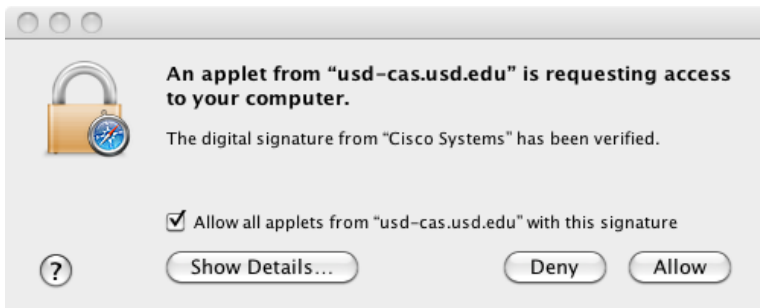 An applet from “usd-cas.usd.edu” is requesting access
to your computer.
The digital signature from “Cisco Systems” has been verified.
Allow all applets from “usd-cas.usd.edu” with this signature
?
Show Details...
Deny
Allow